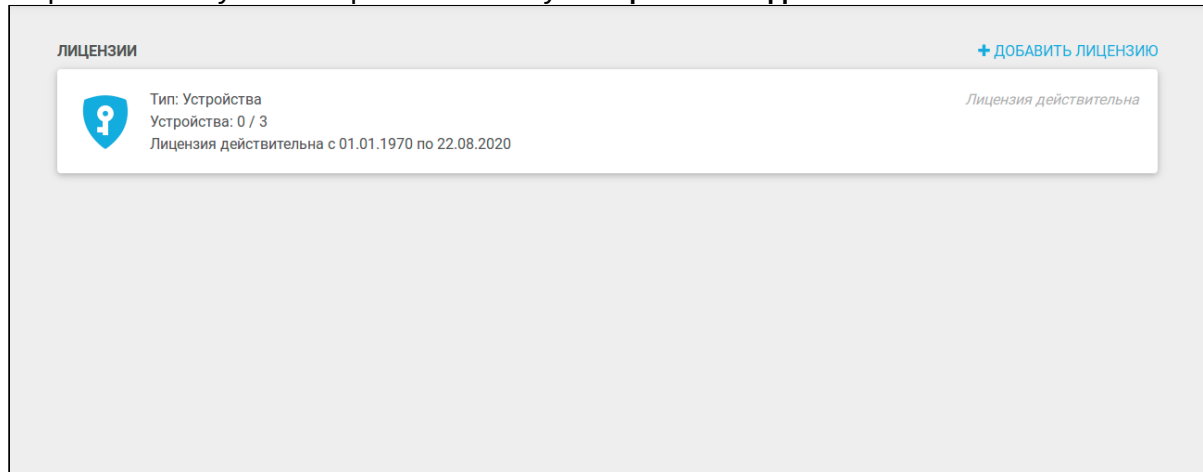 ЛИЦЕНЗИИ
+ ДОБАВИТЬ ЛИЦЕНЗИЮ
Тип: Устройства
Лицензия действительна
Устройства: 0 / 3
Лицензия действительна с 01.01.1970 по 22.08.2020